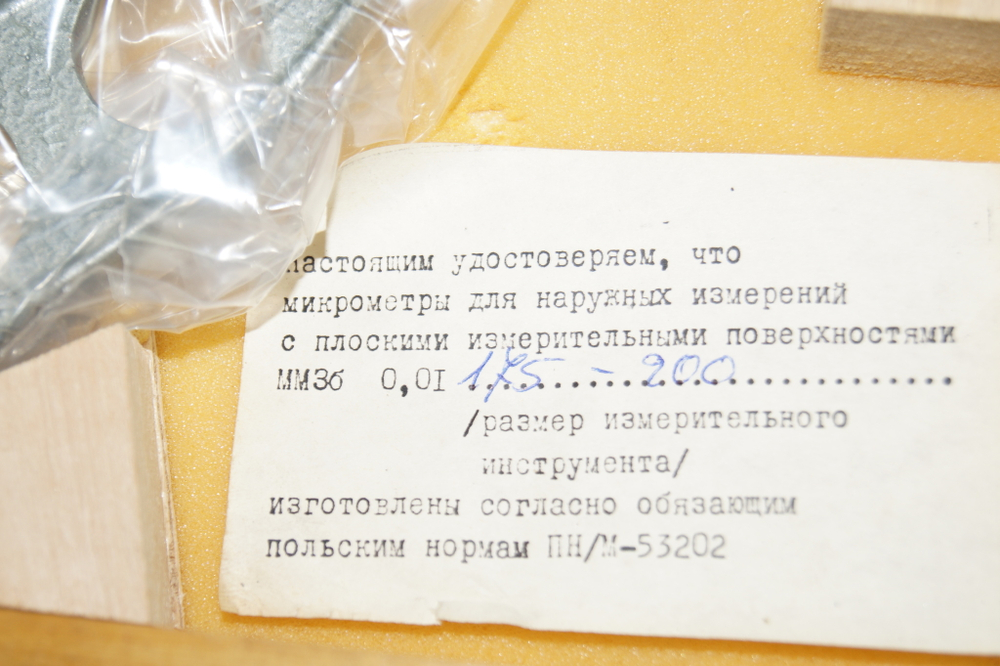 настоящим удостоверяем, что
микрометры для наружных измерений
с плоскими измерительными поверхностями
ММЗб 0,0I 175 - 200
/размер измерительного
инструмента/
изготовлены согласно обязающим
польским нормам ПН/М-53202